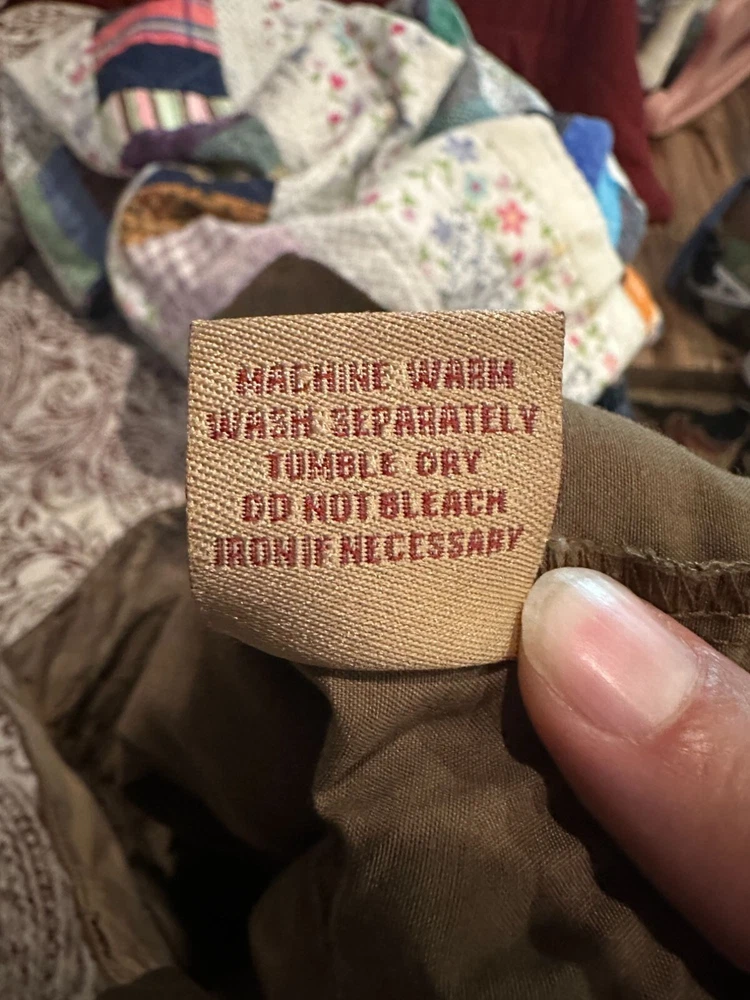 MACHINE WARM
WASH SEPARATELY
TUMBLE DRY
DO NOT BLEACH
IRON IF NECESSARY